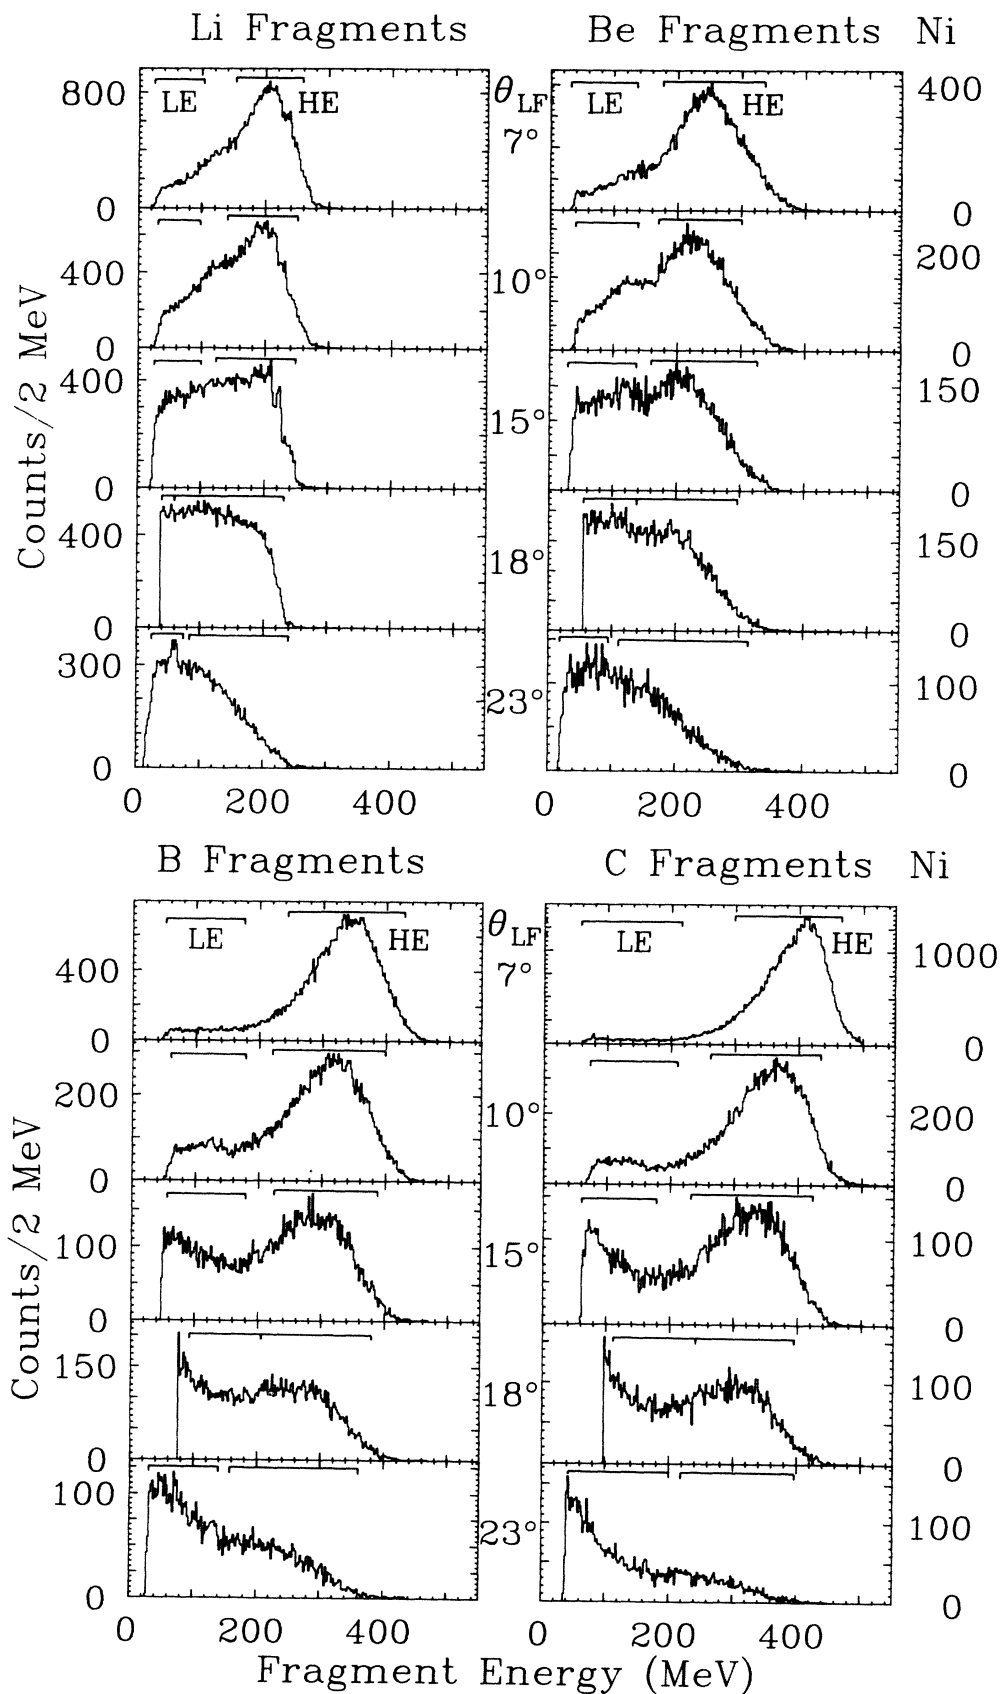 Li Fragments Be Fragments Ni
800 LE HE θLF LE HE 400
7°
0 0
400 10° 200
0 0
400 15° 150
0 0
400 18° 150
0 0
300 23° 100
0 0
0 200 400 0 200 400
Counts/2 MeV
B Fragments C Fragments Ni
LE HE θLF LE HE
400 7° 1000
0 0
200 10° 200
0 0
100 15° 100
0 0
150 18° 100
0 0
100 23° 100
0 0
0 200 400 0 200 400
Counts/2 MeV
Fragment Energy (MeV)